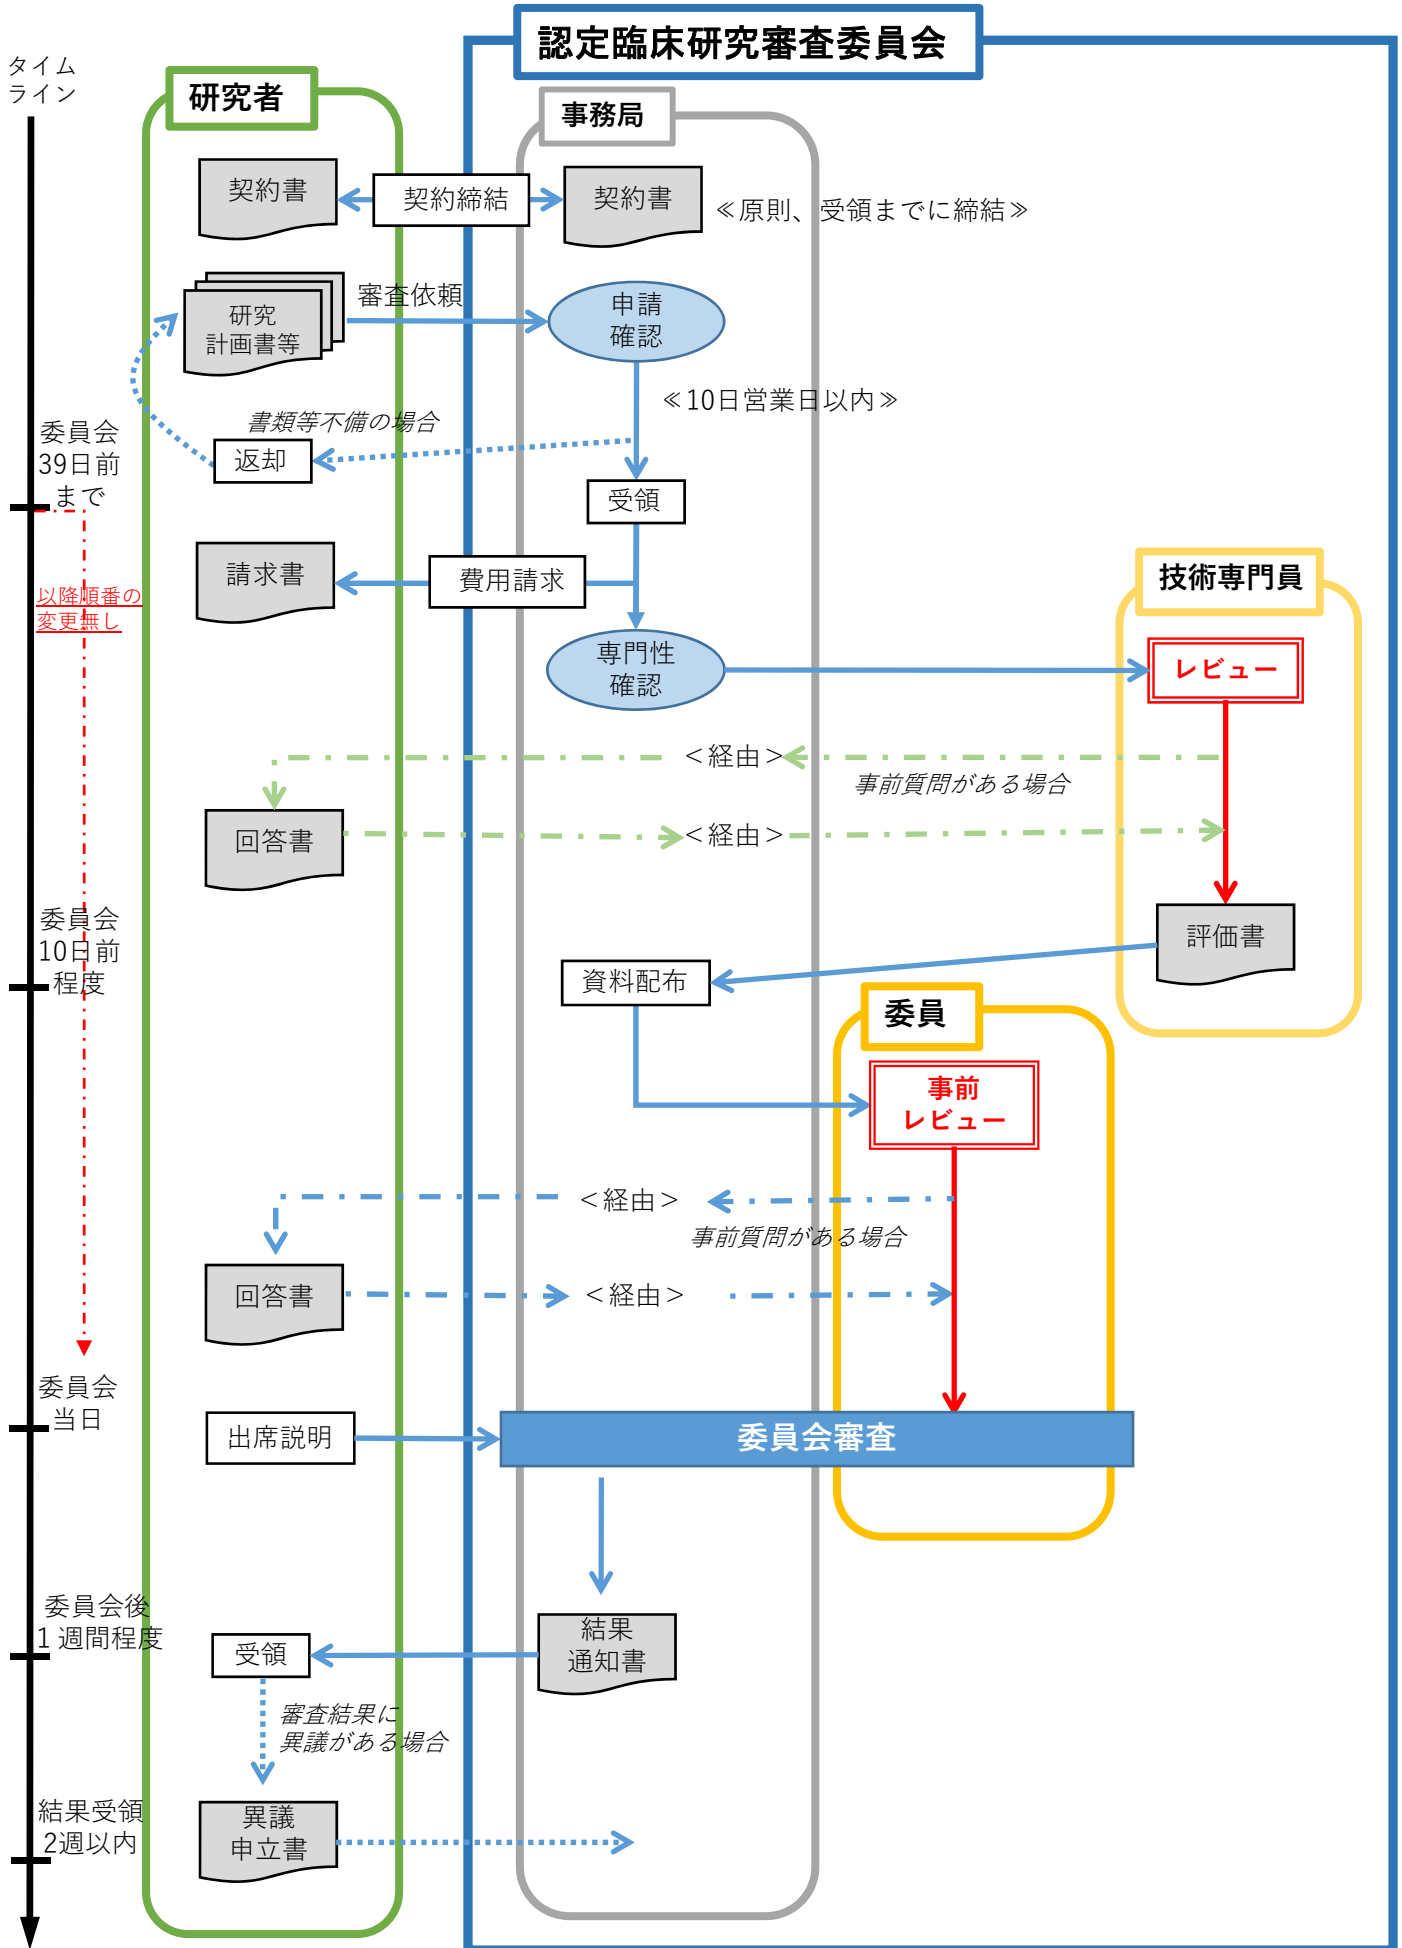 認定臨床研究審査委員会
タイム
ライン
研究者
事務局
契約書
契約締結
契約書
≪原則、受領までに締結≫
研究
計画書等
審査依頼
申請
確認
≪10日営業日以内≫
書類等不備の場合
返却
委員会
39日前
まで
受領
請求書
費用請求
以降順番の
変更無し
技術専門員
専門性
確認
レビュー
＜経由＞
事前質問がある場合
回答書
＜経由＞
委員会
10日前
程度
評価書
資料配布
委員
事前
レビュー
＜経由＞
事前質問がある場合
回答書
＜経由＞
委員会
当日
出席説明
委員会審査
委員会後
1週間程度
受領
結果
通知書
審査結果に
異議がある場合
結果受領
2週以内
異議
申立書